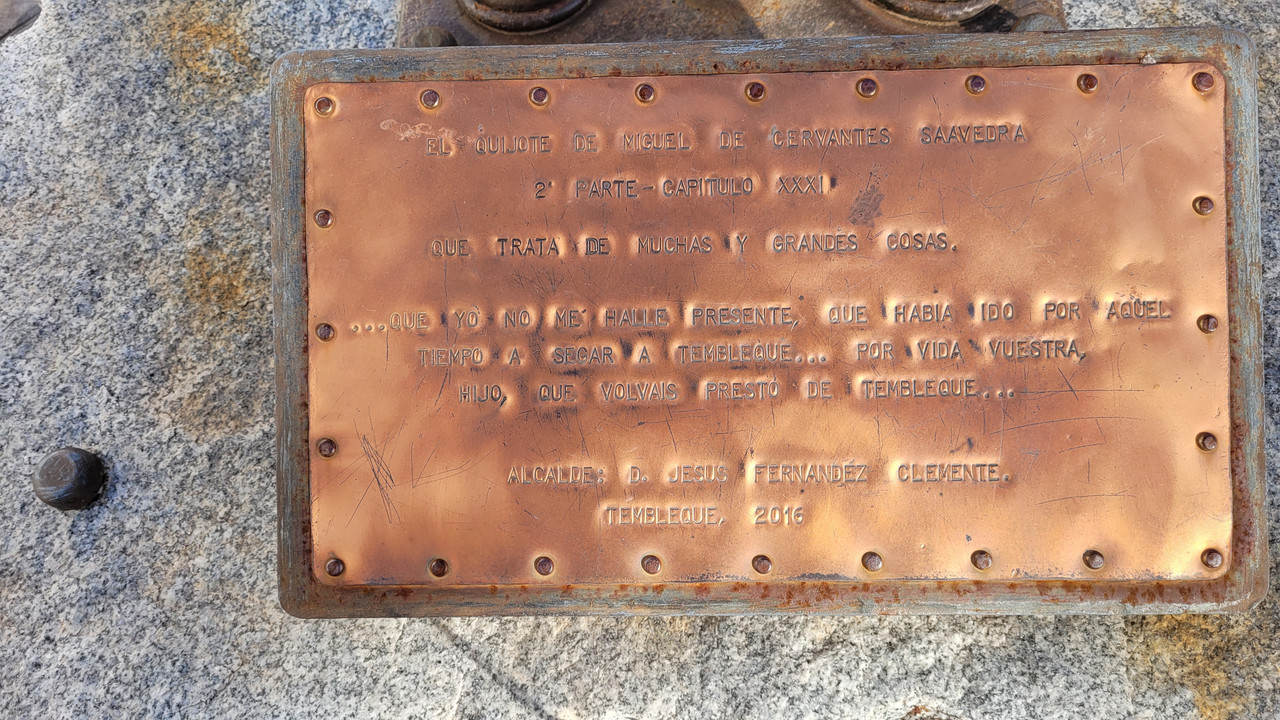 EL QUIJOTE DE MIGUEL DE CERVANTES SAAVEDRA
2ª PARTE - CAPITULO XXXI
QUE TRATA DE MUCHAS Y GRANDES COSAS.
...QUE YO NO ME HALLE PRESENTE, QUE HABIA IDO POR AQUEL
TIEMPO A SEGAR A TEMBLEQUE... POR VIDA VUESTRA,
HIJO, QUE VOLVAIS PRESTO DE TEMBLEQUE...
ALCALDE: D. JESUS FERNANDEZ CLEMENTE.
TEMBLEQUE, 2016